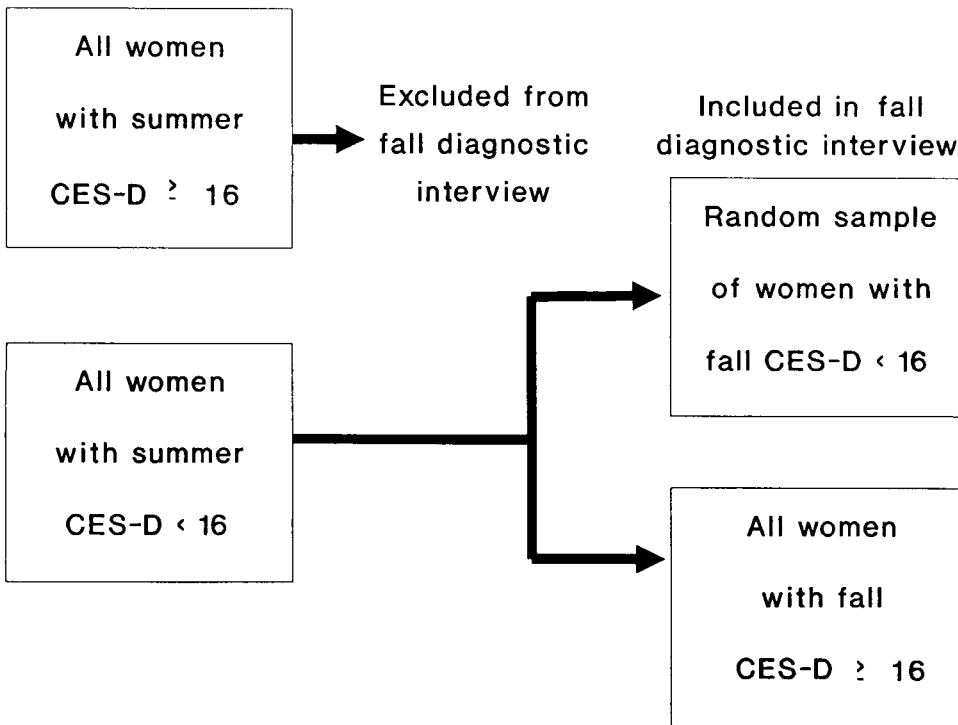 All women
with summer
CES-D ≥ 16
Excluded from
fall diagnostic
interview
Included in fall
diagnostic interview
Random sample
of women with
fall CES-D < 16
All women
with summer
CES-D < 16
All women
with fall
CES-D ≥ 16